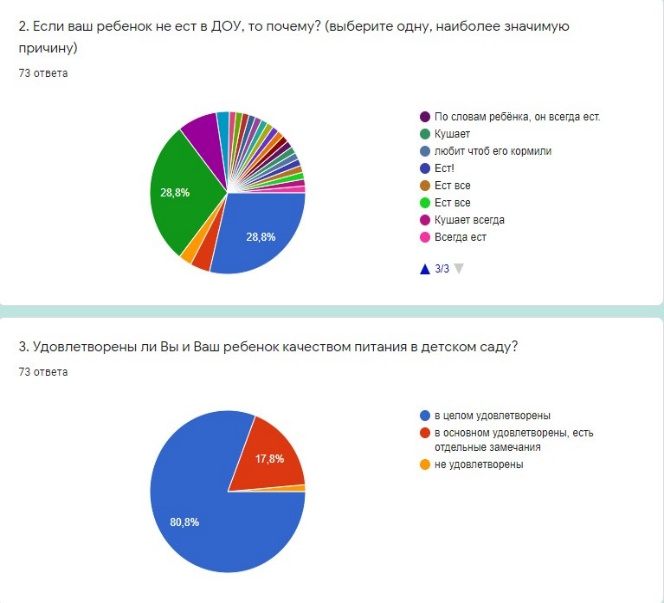 2. Если ваш ребенок не ест в ДОУ, то почему? (выберите одну, наиболее значимую
причину)
73 ответа
28,8%
28,8%
По словам ребёнка, он всегда ест.
Кушает
любит чтоб его кормили
Ест!
Ест все
Ест все
Кушает всегда
Всегда ест
3/3
3. Удовлетворены ли Вы и Ваш ребенок качеством питания в детском саду?
73 ответа
17,8%
80,8%
в целом удовлетворены
в основном удовлетворены, есть
отдельные замечания
не удовлетворены